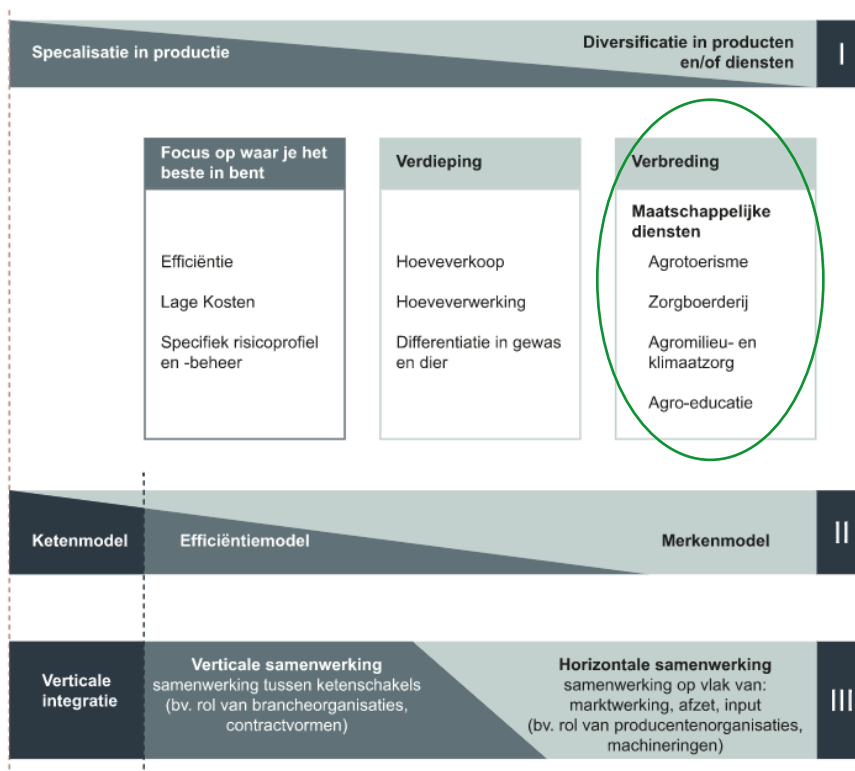 Specalisatie in productie
Diversificatie in producten
en/of diensten
I
Focus op waar je het
beste in bent
Efficiëntie
Lage Kosten
Specifiek risicoprofiel
en -beheer
Verdieping
Hoeveverkoop
Hoeveverwerking
Differentiatie in gewas
en dier
Verbreding
Maatschappelijke
diensten
Agrotoerisme
Zorgboerderij
Agromilieu- en
klimaatzorg
Agro-educatie
Ketenmodel
Efficiëntiemodel
Merkenmodel
II
Verticale
integratie
Verticale samenwerking
samenwerking tussen ketenschakels
(bv. rol van brancheorganisaties,
contractvormen)
Horizontale samenwerking
samenwerking op vlak van:
marktwerking, afzet, input
(bv. rol van producentenorganisaties,
machineringen)
III